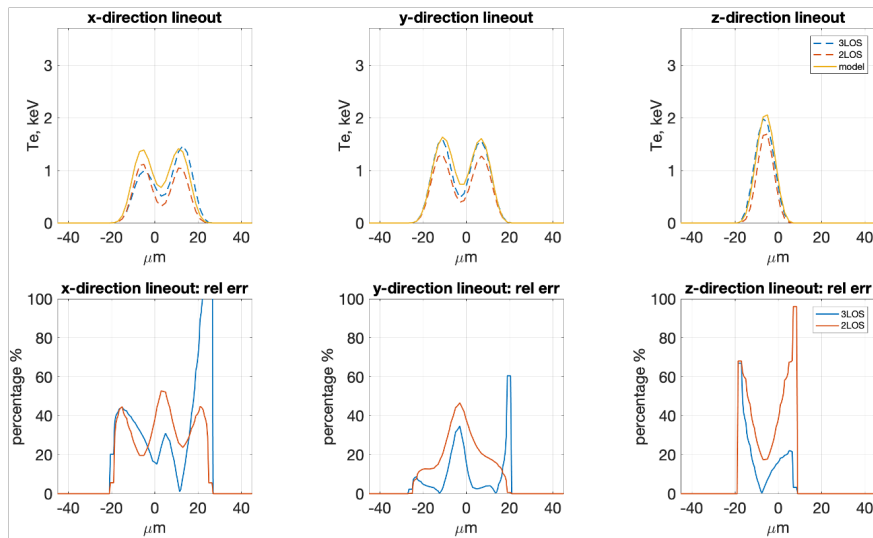 x-direction lineout
y-direction lineout
z-direction lineout
Te, keV
3
2
1
0
-40 -20 0 20 40
μm
Te, keV
3
2
1
0
-40 -20 0 20 40
μm
Te, keV
3
2
1
0
-40 -20 0 20 40
μm
3LOS
2LOS
model
x-direction lineout: rel err
y-direction lineout: rel err
z-direction lineout: rel err
percentage %
100
80
60
40
20
0
-40 -20 0 20 40
μm
percentage %
100
80
60
40
20
0
-40 -20 0 20 40
μm
percentage %
100
80
60
40
20
0
-40 -20 0 20 40
μm
3LOS
2LOS